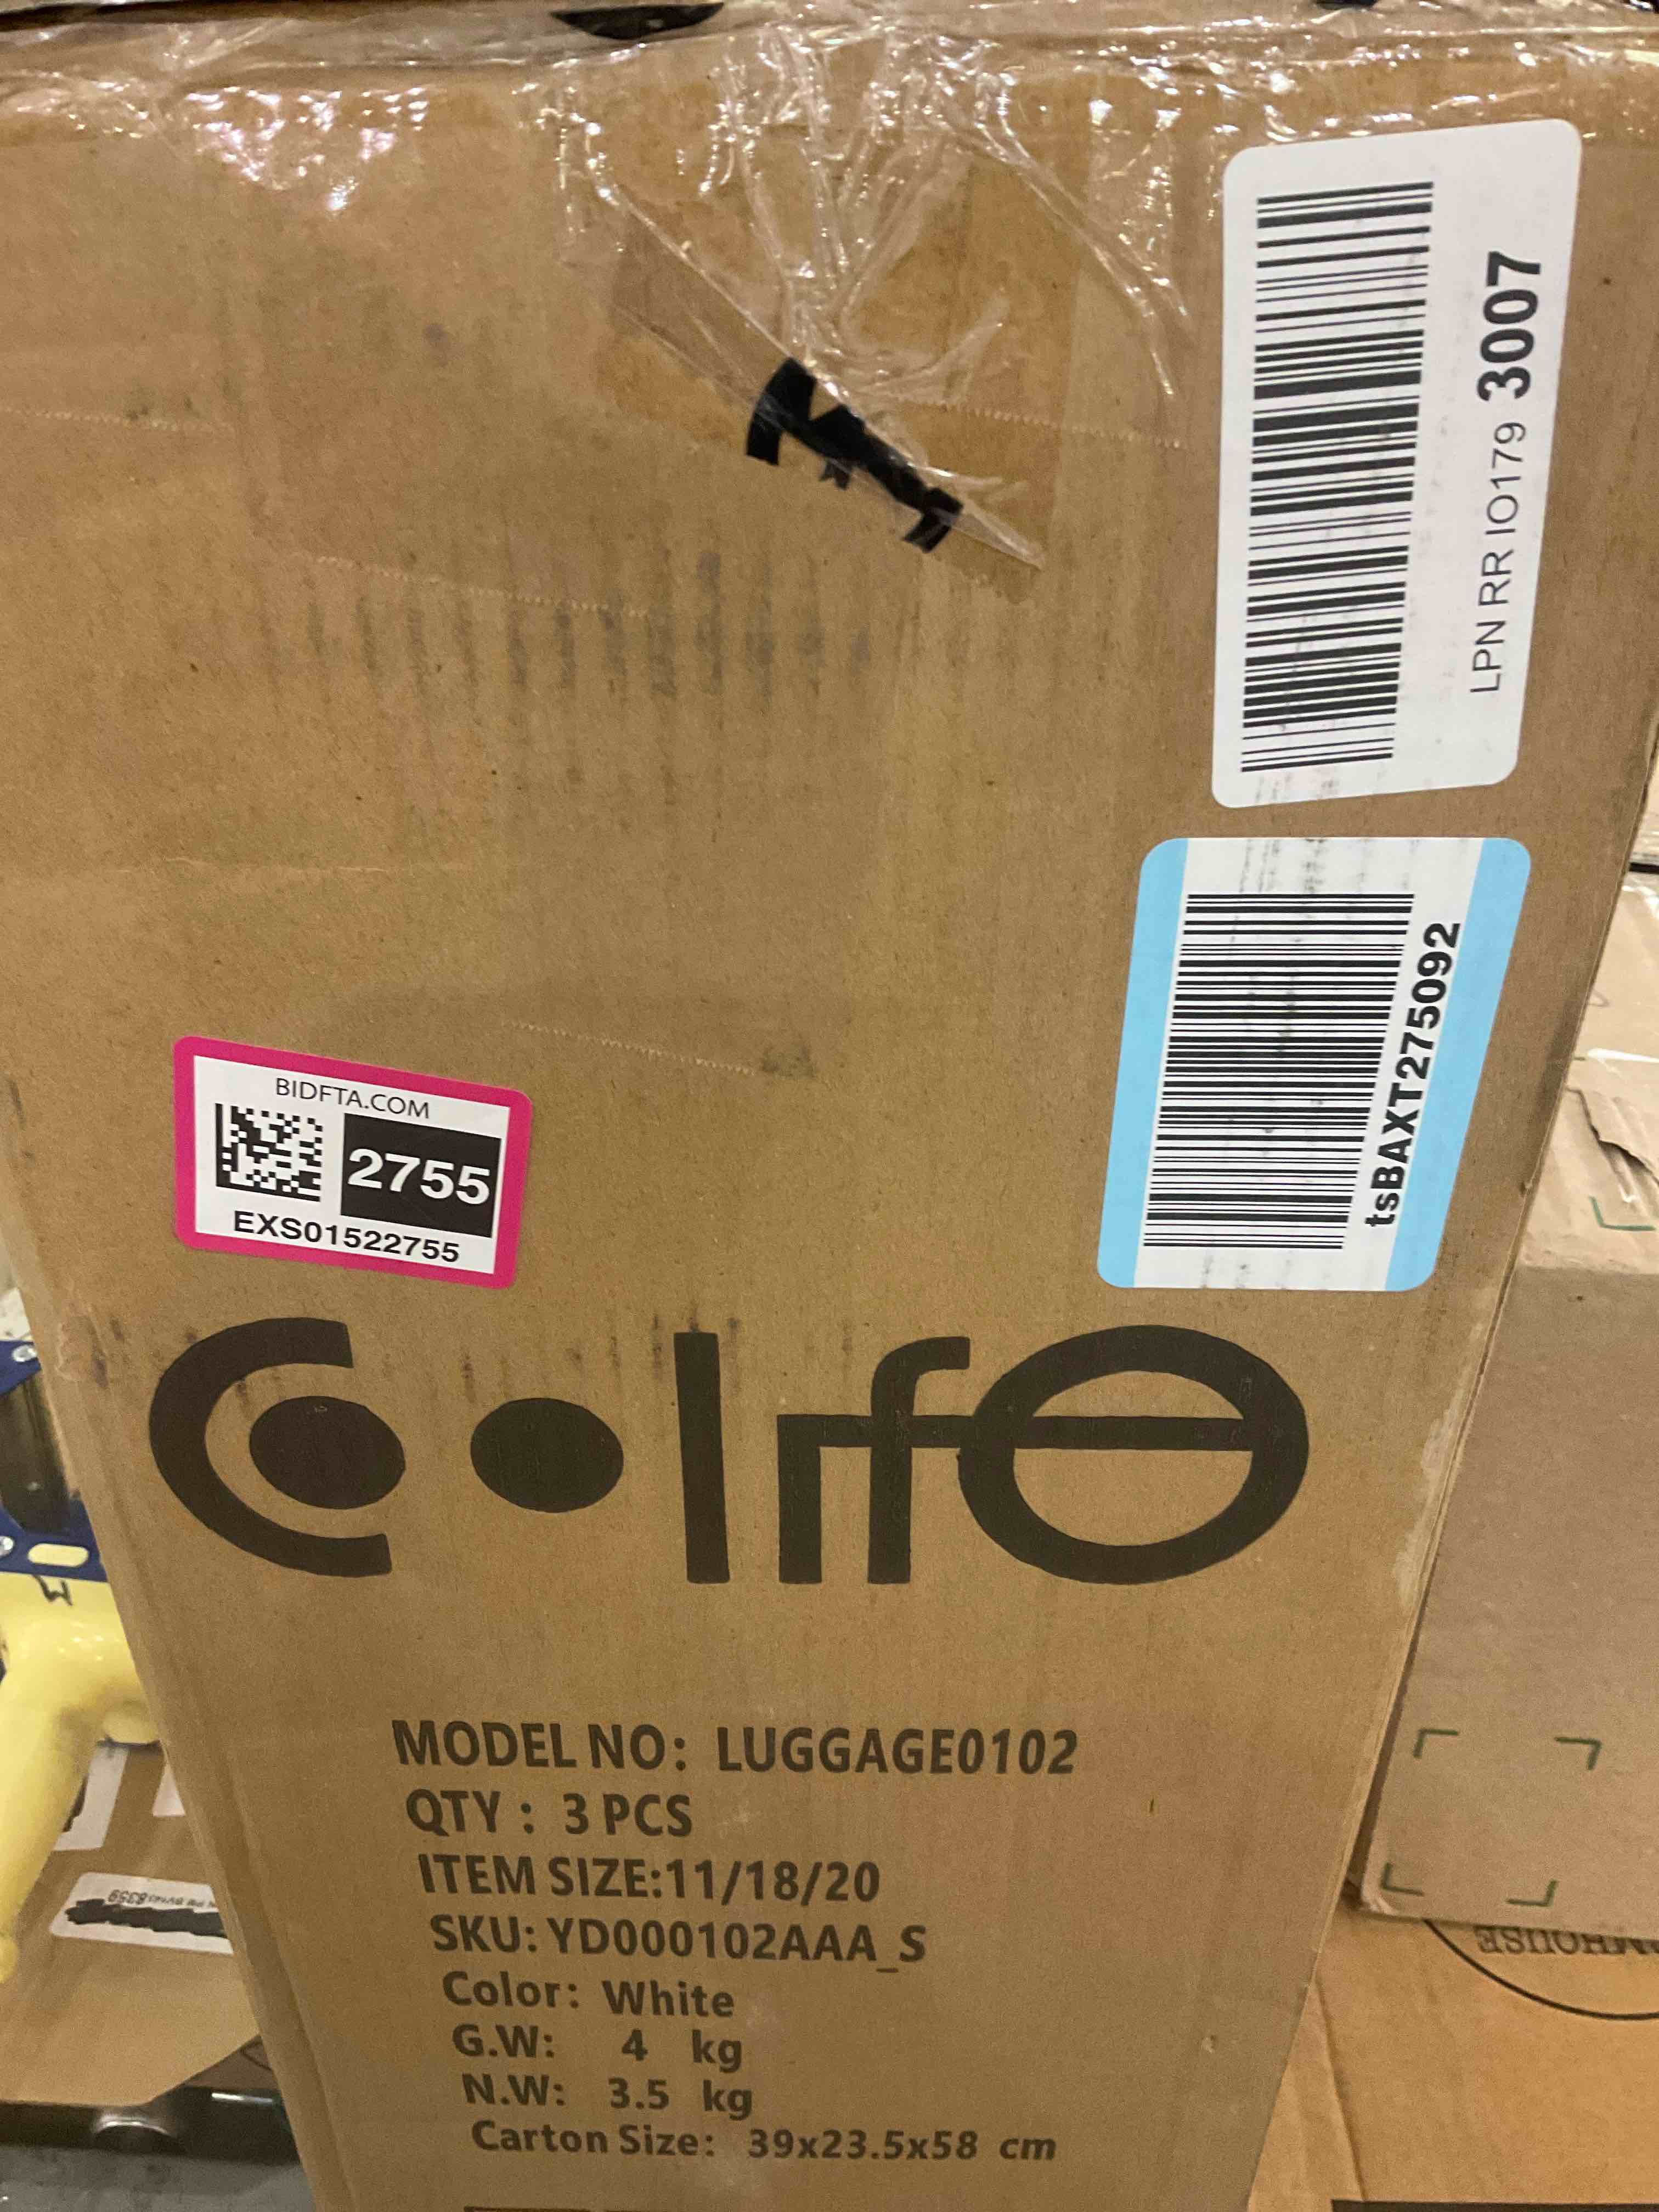 LPN RR IO179 3007
tsBAXT275092
BIDFTA.COM
2755
EXS01522755
Coolife
MODEL NO: LUGGAGE0102
QTY : 3 PCS
ITEM SIZE:11/18/20
SKU: YD000102AAA_S
Color: White
G.W: 4 kg
N.W: 3.5 kg
Carton Size: 39x23.5x58 cm